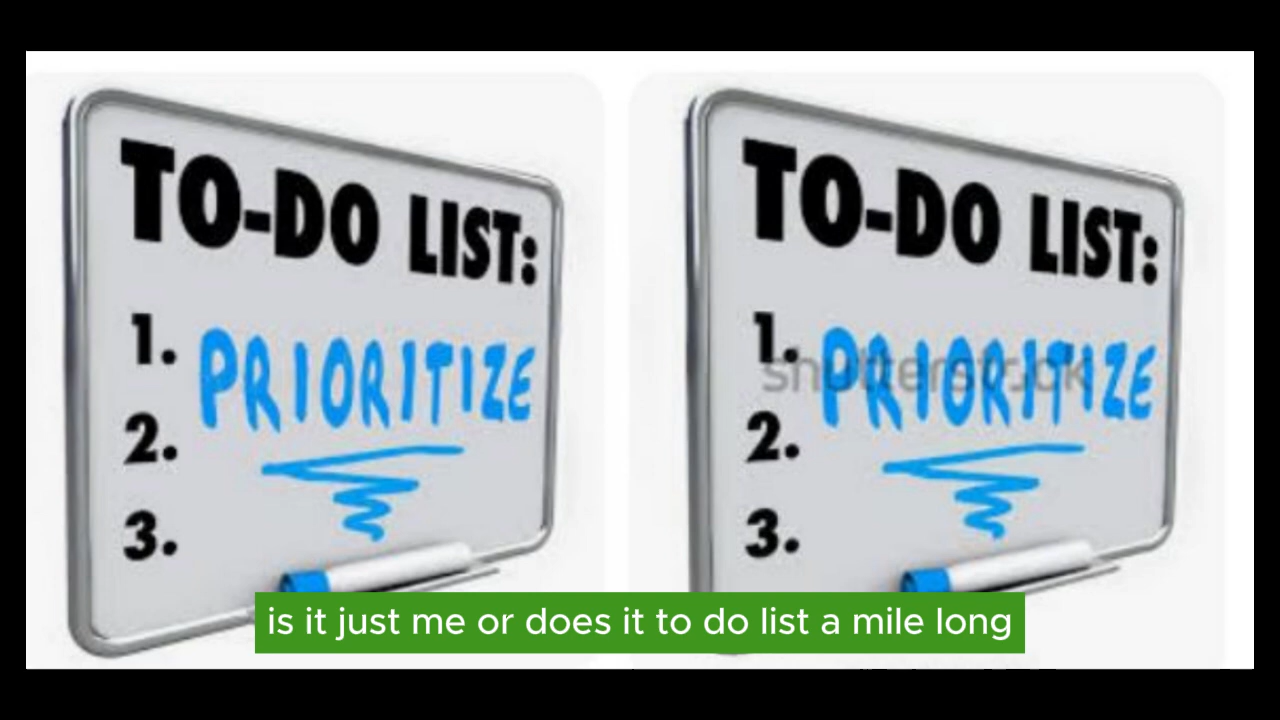 TO-DO LIST:
1. PRIORITIZE
2.
3.
TO-DO LIST:
1. PRIORITIZE
shutterstock
2.
3.
is it just me or does it to do list a mile long